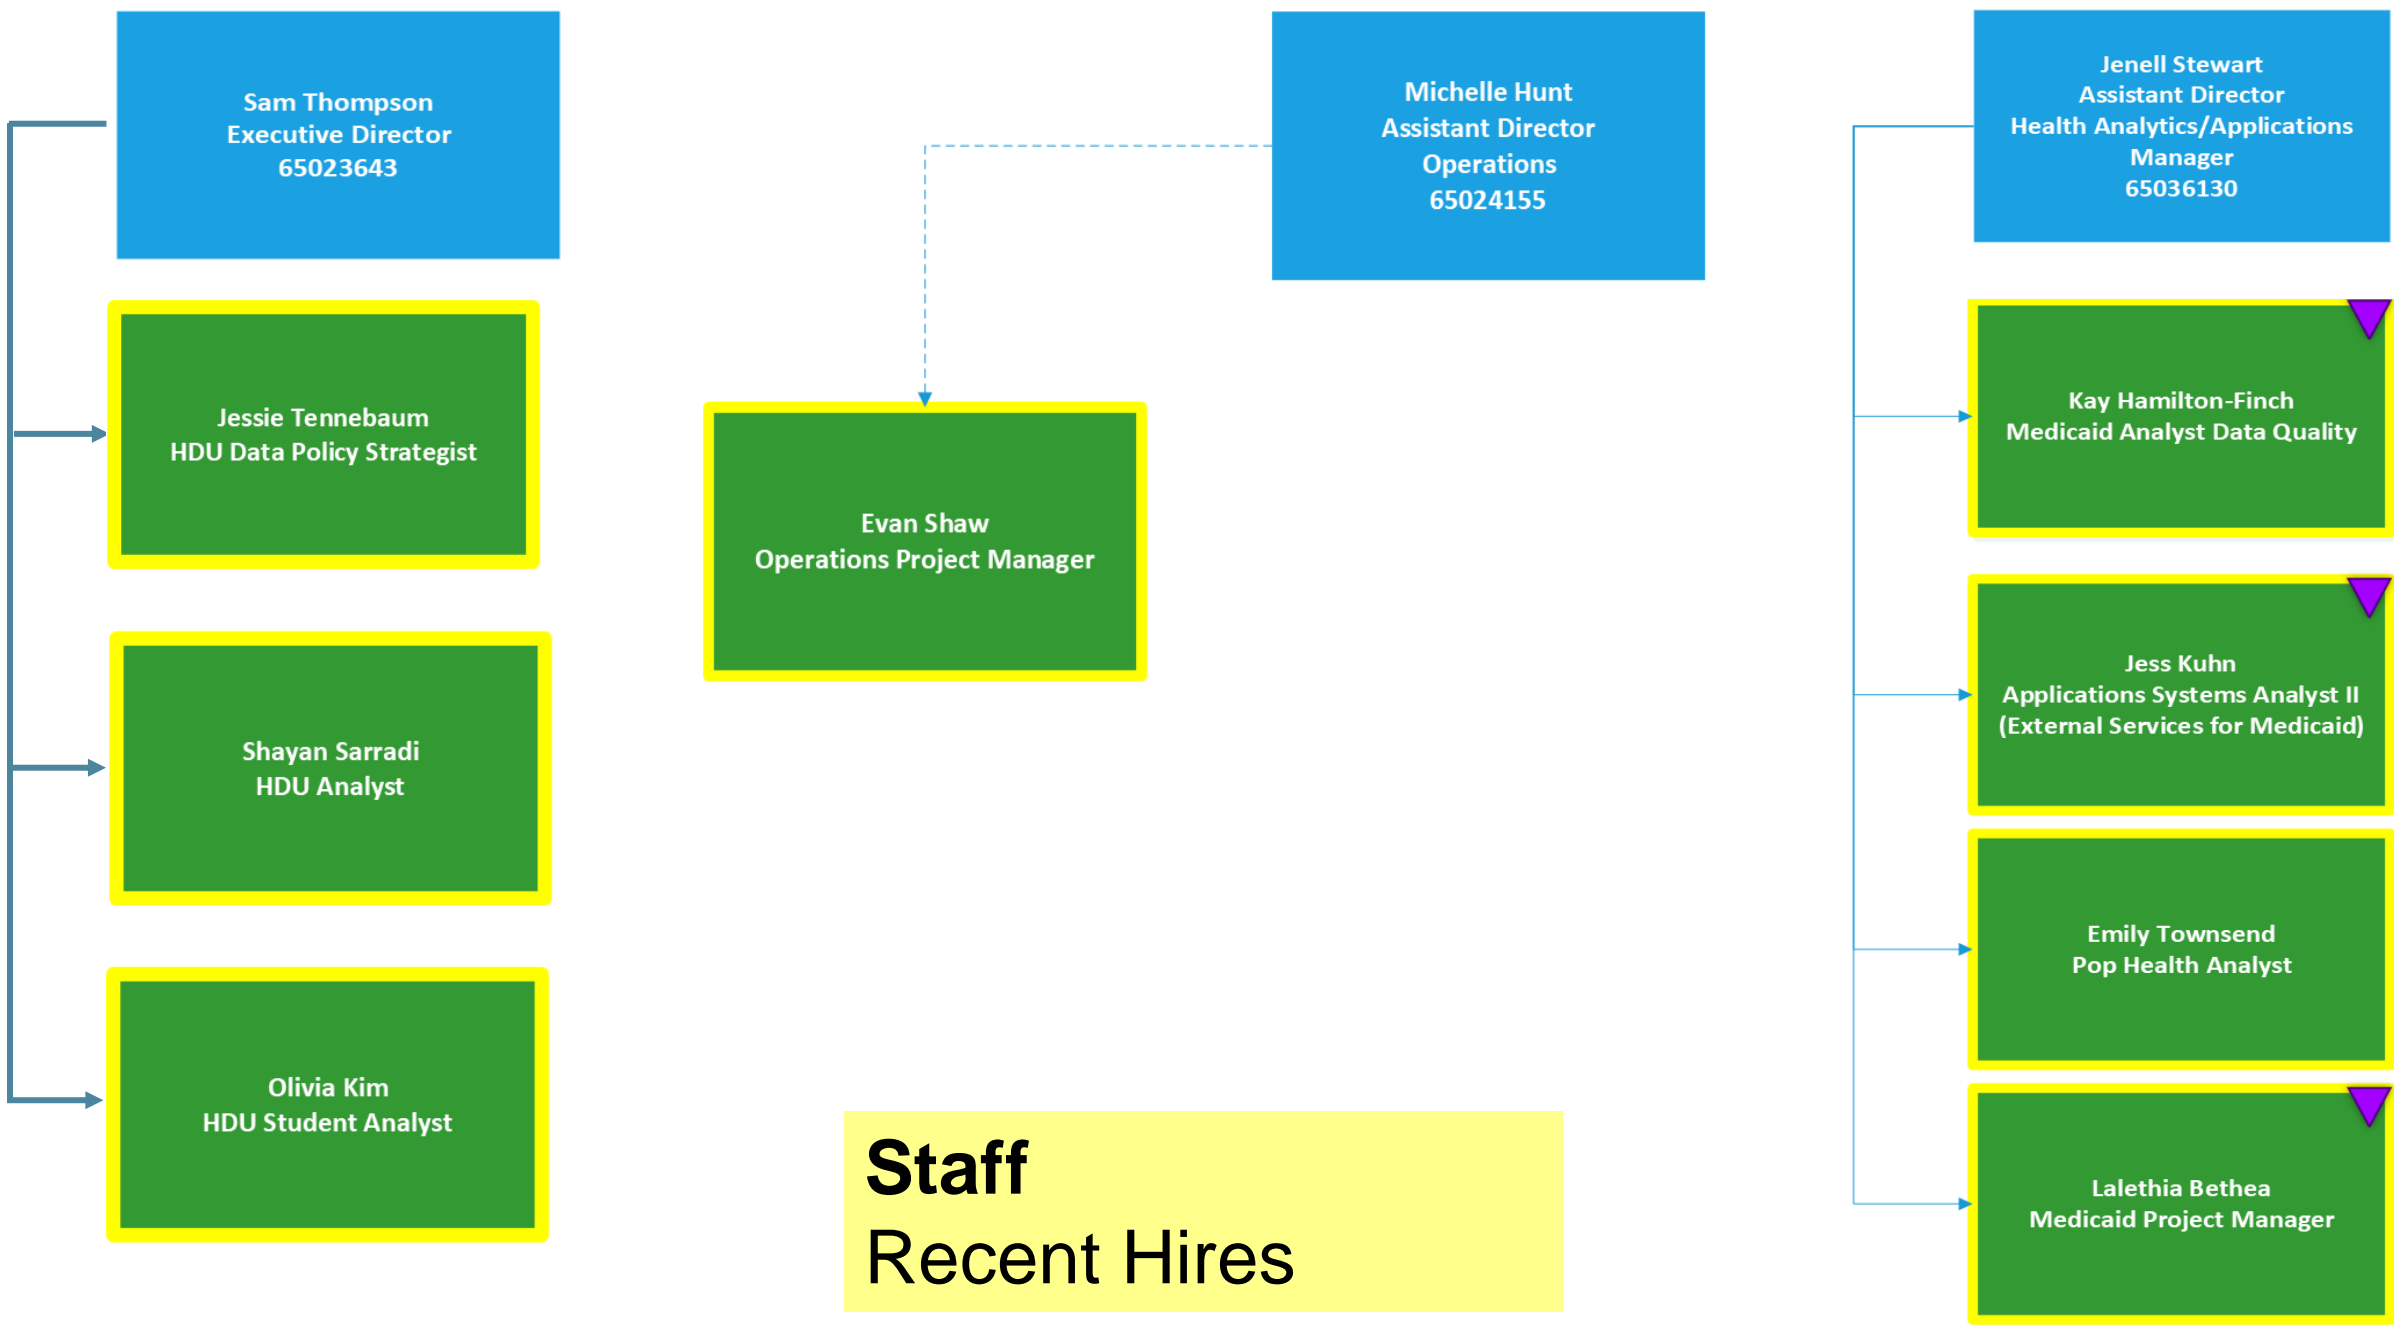 Sam Thompson
Executive Director
65023643
Jessie Tennebaum
HDU Data Policy Strategist
Shayan Sarradi
HDU Analyst
Olivia Kim
HDU Student Analyst
Michelle Hunt
Assistant Director
Operations
65024155
Evan Shaw
Operations Project Manager
Staff
Recent Hires
Jenell Stewart
Assistant Director
Health Analytics/Applications
Manager
65036130
Kay Hamilton-Finch
Medicaid Analyst Data Quality
Jess Kuhn
Applications Systems Analyst II
(External Services for Medicaid)
Emily Townsend
Pop Health Analyst
Lalethia Bethea
Medicaid Project Manager